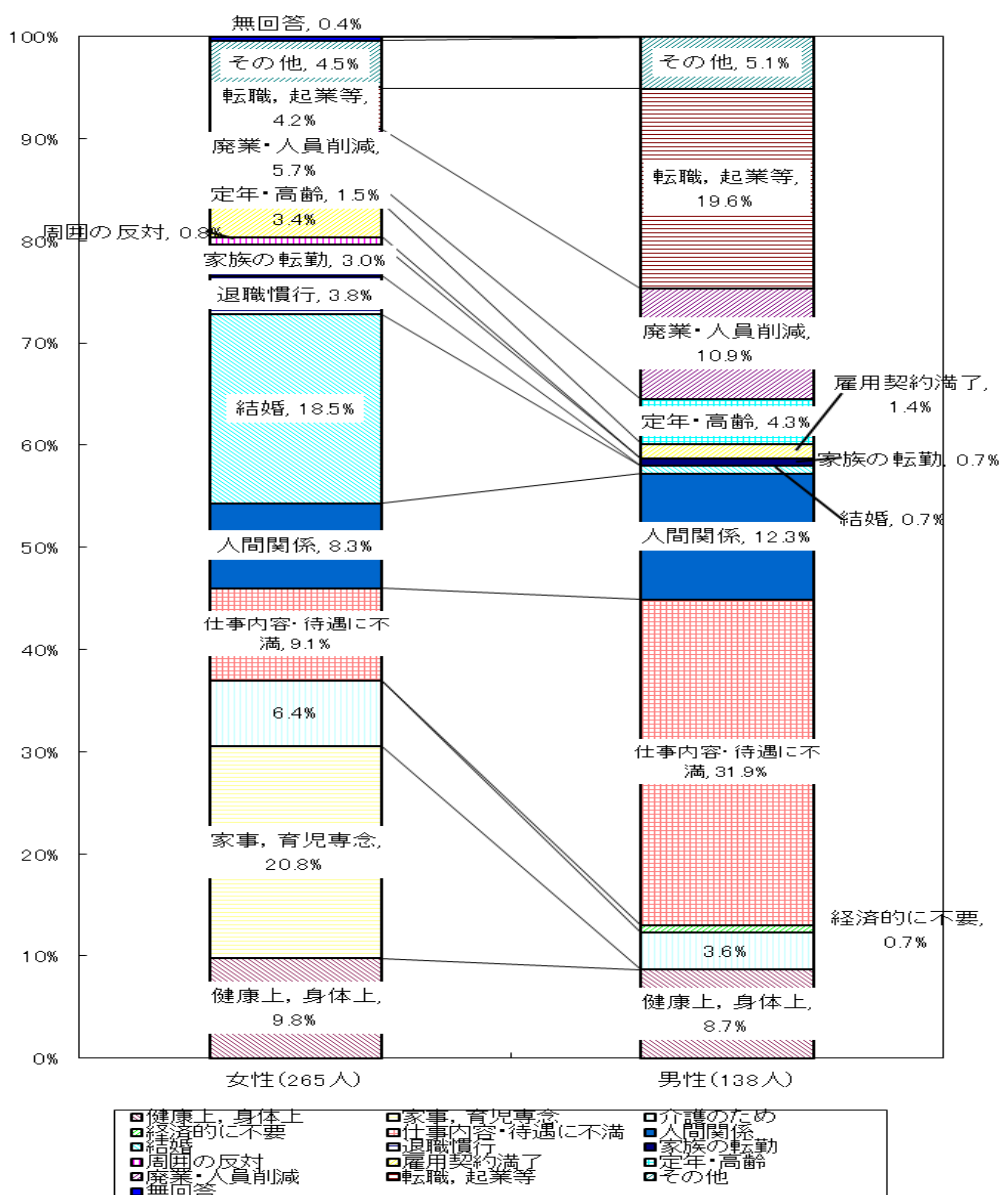 無回答, 0.4%
100%
その他, 4.5%
その他, 5.1%
転職，起業等,
4.2%
90%
廃業・人員削減,
5.7%
転職，起業等,
19.6%
定年・高齢, 1.5%
3.4%
周囲の反対, 0.8%
80%
家族の転勤, 3.0%
退職慣行, 3.8%
廃業・人員削減,
10.9%
70%
結婚, 18.5%
雇用契約満了,
1.4%
定年・高齢, 4.3%
60%
家族の転勤, 0.7%
結婚, 0.7%
人間関係, 8.3%
人間関係, 12.3%
50%
仕事内容・待遇に不
満, 9.1%
40%
6.4%
仕事内容・待遇に不
満, 31.9%
30%
家事，育児専念,
20.8%
20%
経済的に不要,
0.7%
3.6%
10%
健康上，身体上,
9.8%
健康上，身体上,
8.7%
0%
女性(265人)
男性(138人)
健康上，身体上 家事，育児専念 介護のため
経済的に不要 仕事内容・待遇に不満 人間関係
結婚 退職慣行 家族の転勤
周囲の反対 雇用契約満了 定年・高齢
廃業・人員削減 転職，起業等 その他
無回答